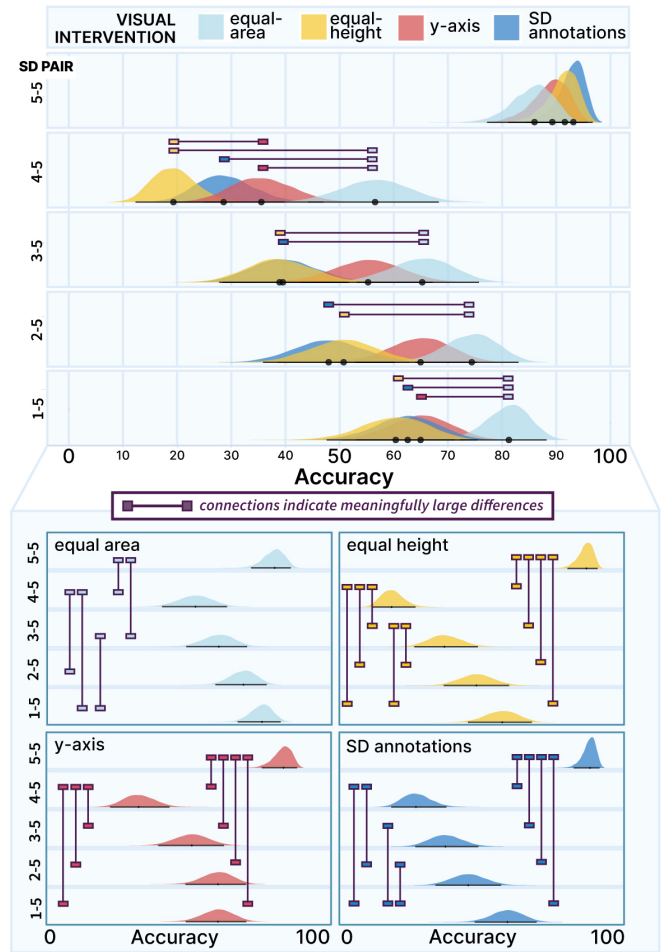 VISUAL
INTERVENTION
equal-
area
equal-
height
y-axis
SD
annotations
SD PAIR
5-5
4-5
3-5
2-5
1-5
0 10 20 30 40 50 60 70 80 90 100
Accuracy
connections indicate meaningfully large differences
equal area
5-5
4-5
3-5
2-5
1-5
equal height
y-axis
5-5
4-5
3-5
2-5
1-5
SD annotations
0 Accuracy 100
0 Accuracy 100